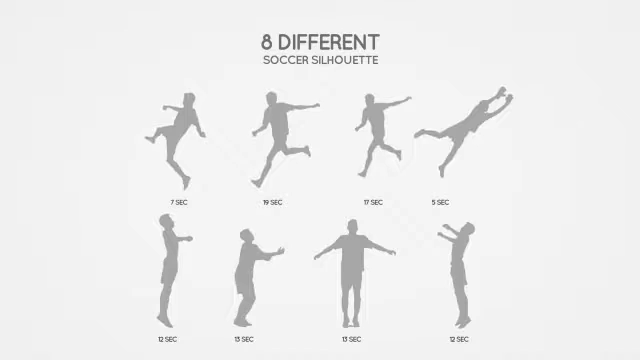 8 DIFFERENT
SOCCER SILHOUETTE
7 SEC
19 SEC
17 SEC
5 SEC
12 SEC
13 SEC
13 SEC
12 SEC